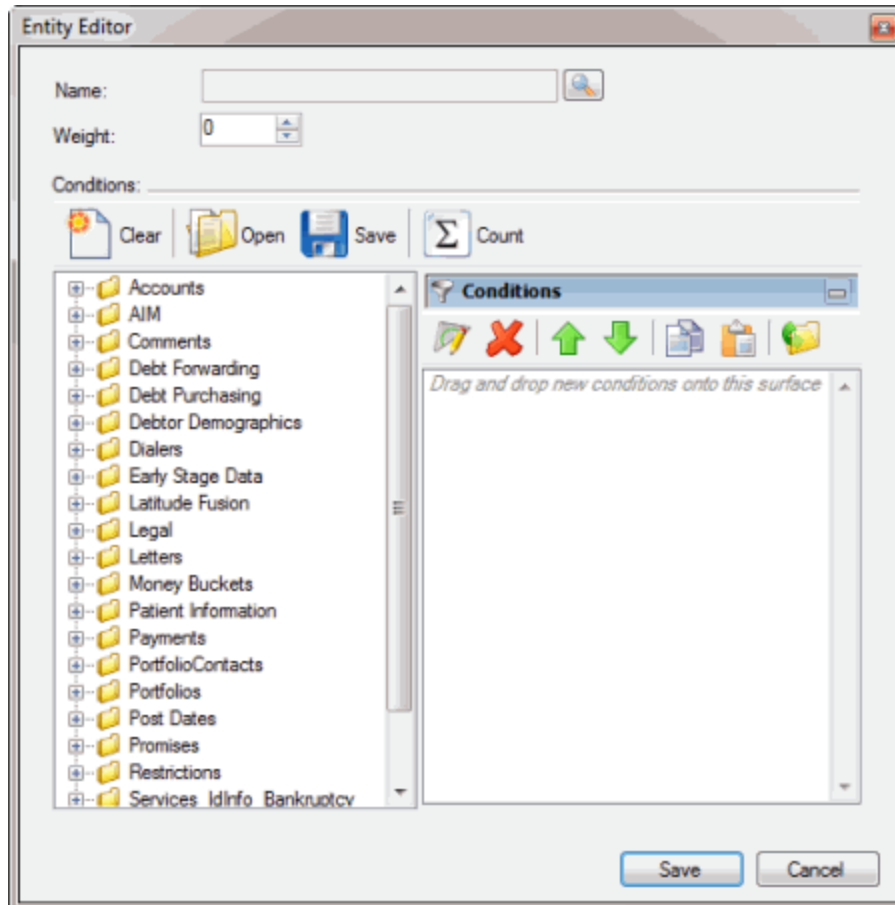 Entity Editor
Name:
Weight:
0
Conditions:
Clear
Open
Save
Σ
Count
Accounts
AIM
Comments
Debt Forwarding
Debt Purchasing
Debtor Demographics
Dialers
Early Stage Data
Latitude Fusion
Legal
Letters
Money Buckets
Patient Information
Payments
PortfolioContacts
Portfolios
Post Dates
Promises
Restrictions
Services_IdInfo_Bankruptcy
Conditions
Drag and drop new conditions onto this surface
Save
Cancel